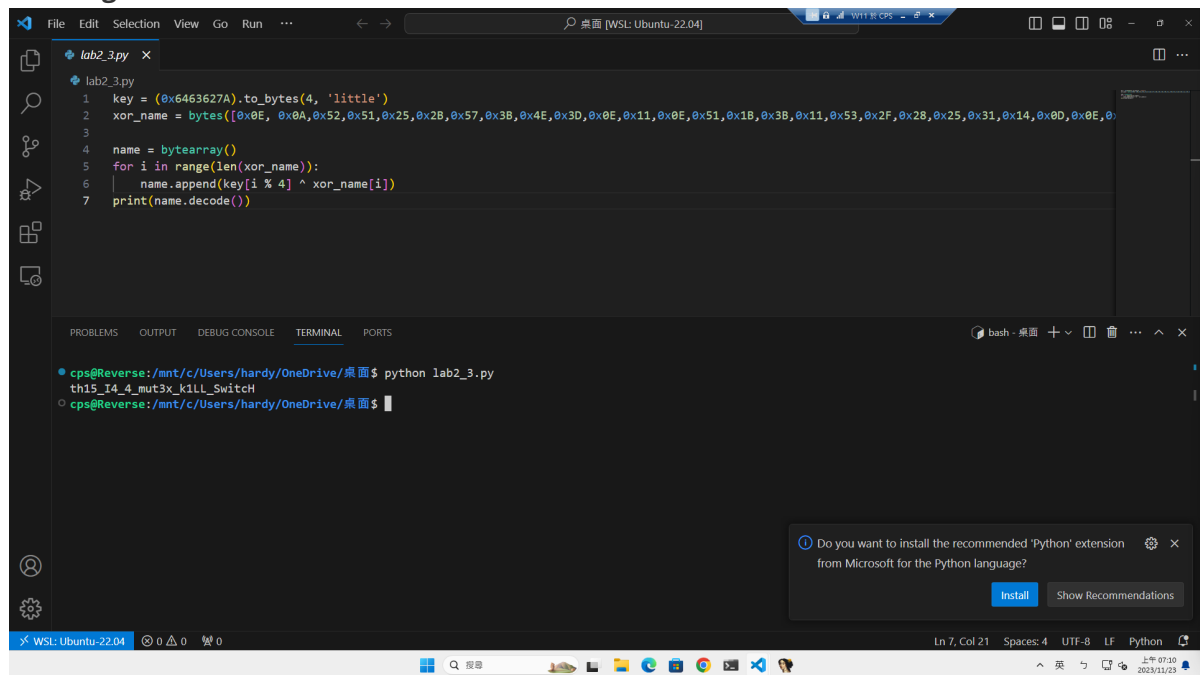 File Edit Selection View Go Run ··· ← → 桌面 [WSL: Ubuntu-22.04] W11 於 CPS
lab2_3.py ×
lab2_3.py
1 key = (0x6463627A).to_bytes(4, 'little')
2 xor_name = bytes([0x0E, 0x0A,0x52,0x51,0x25,0x2B,0x57,0x3B,0x4E,0x3D,0x0E,0x11,0x0E,0x51,0x1B,0x3B,0x11,0x53,0x2F,0x28,0x25,0x31,0x14,0x0D,0x0E,0
3
4 name = bytearray()
5 for i in range(len(xor_name)):
6 name.append(key[i % 4] ^ xor_name[i])
7 print(name.decode())
PROBLEMS OUTPUT DEBUG CONSOLE TERMINAL PORTS bash - 桌面
cps@Reverse:/mnt/c/Users/hardy/OneDrive/桌面$ python lab2_3.py
th15_I4_4_mut3x_k1LL_SwitcH
cps@Reverse:/mnt/c/Users/hardy/OneDrive/桌面$
Do you want to install the recommended 'Python' extension
from Microsoft for the Python language?
Install Show Recommendations
WSL: Ubuntu-22.04 0 0 0 Ln 7, Col 21 Spaces: 4 UTF-8 LF Python
搜尋 英 ㄅ 上午 07:10
2023/11/23